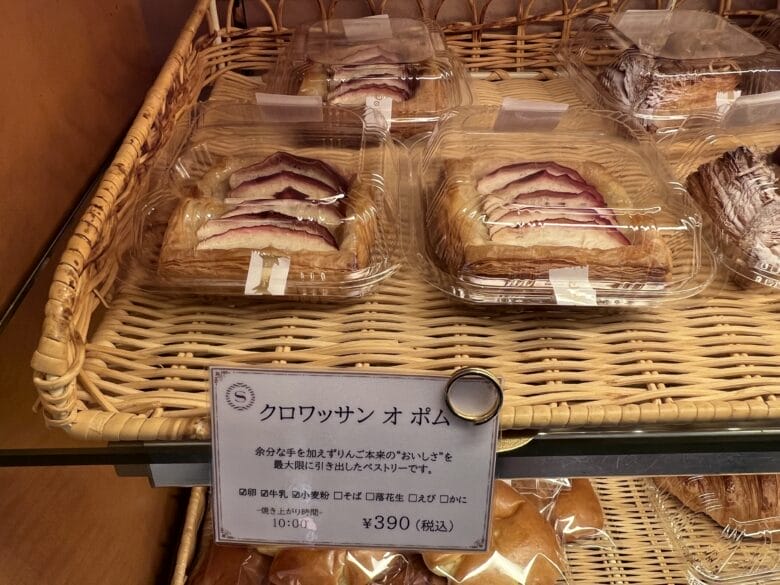 S
クロワッサン オ ポム
余分な手を加えずりんご本来の"おいしさ"を
最大限に引き出したペストリーです。
☑卵 ☑牛乳 ☑小麦粉 □そば □落花生 □えび □かに
-焼き上がり時間-
10:00
¥390(税込)